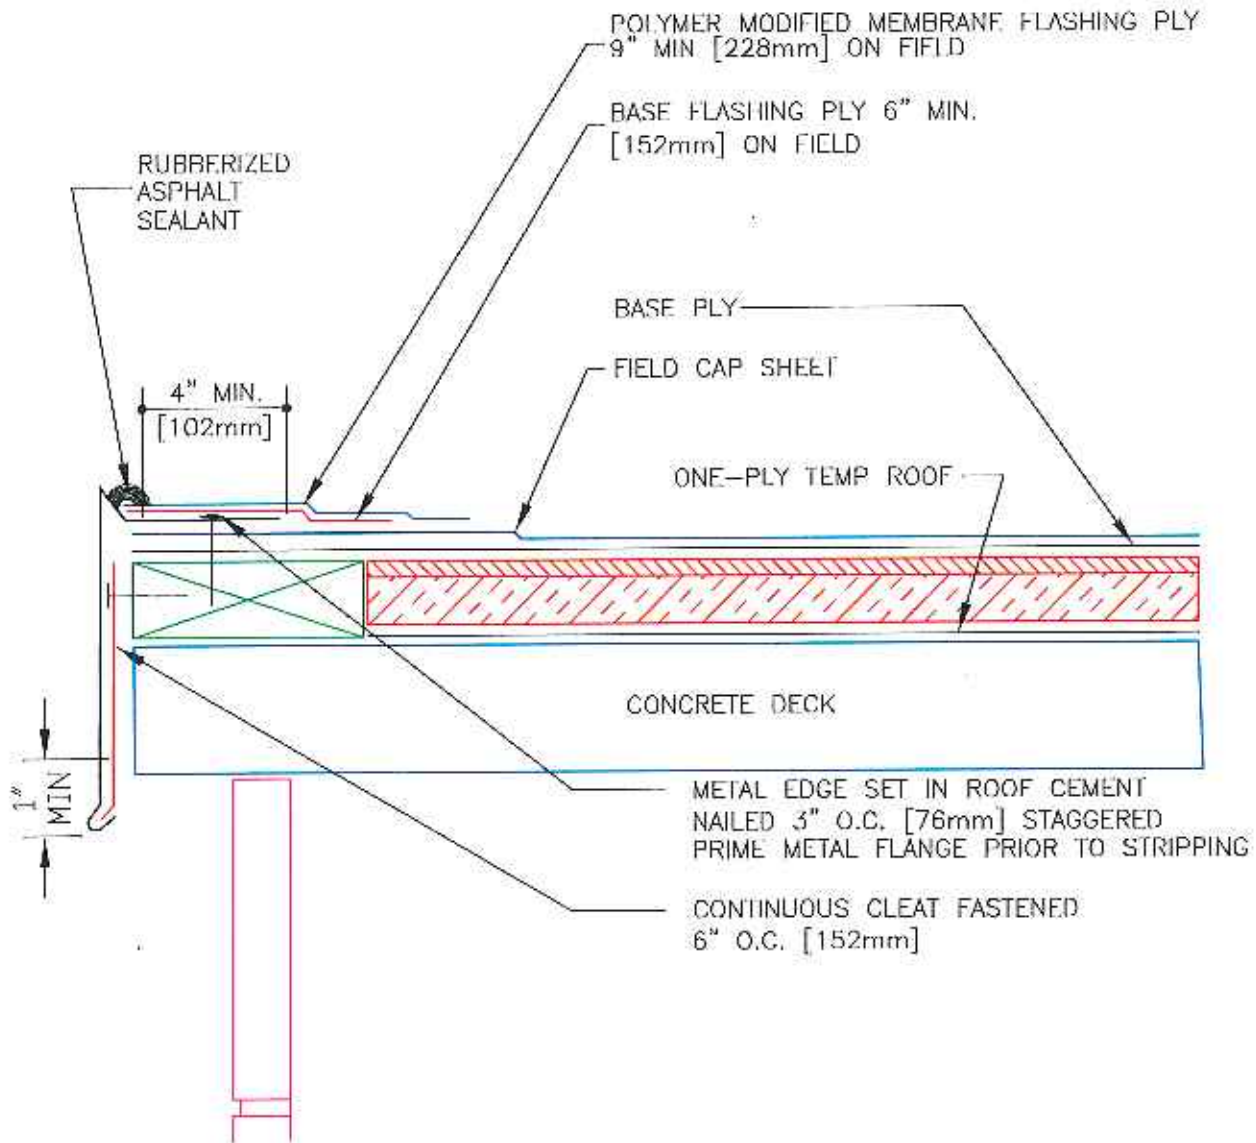 POLYMER MODIFIED MEMBRANE FLASHING PLY
9" MIN [228mm] ON FIELD
BASE FLASHING PLY 6" MIN.
[152mm] ON FIELD
RUBBERIZED
ASPHALT
SEALANT
BASE PLY
FIELD CAP SHEET
4" MIN.
[102mm]
ONE-PLY TEMP ROOF
CONCRETE DECK
1"
MIN
METAL EDGE SET IN ROOF CEMENT
NAILED 3" O.C. [76mm] STAGGERED
PRIME METAL FLANGE PRIOR TO STRIPPING
CONTINUOUS CLEAT FASTENED
6" O.C. [152mm]